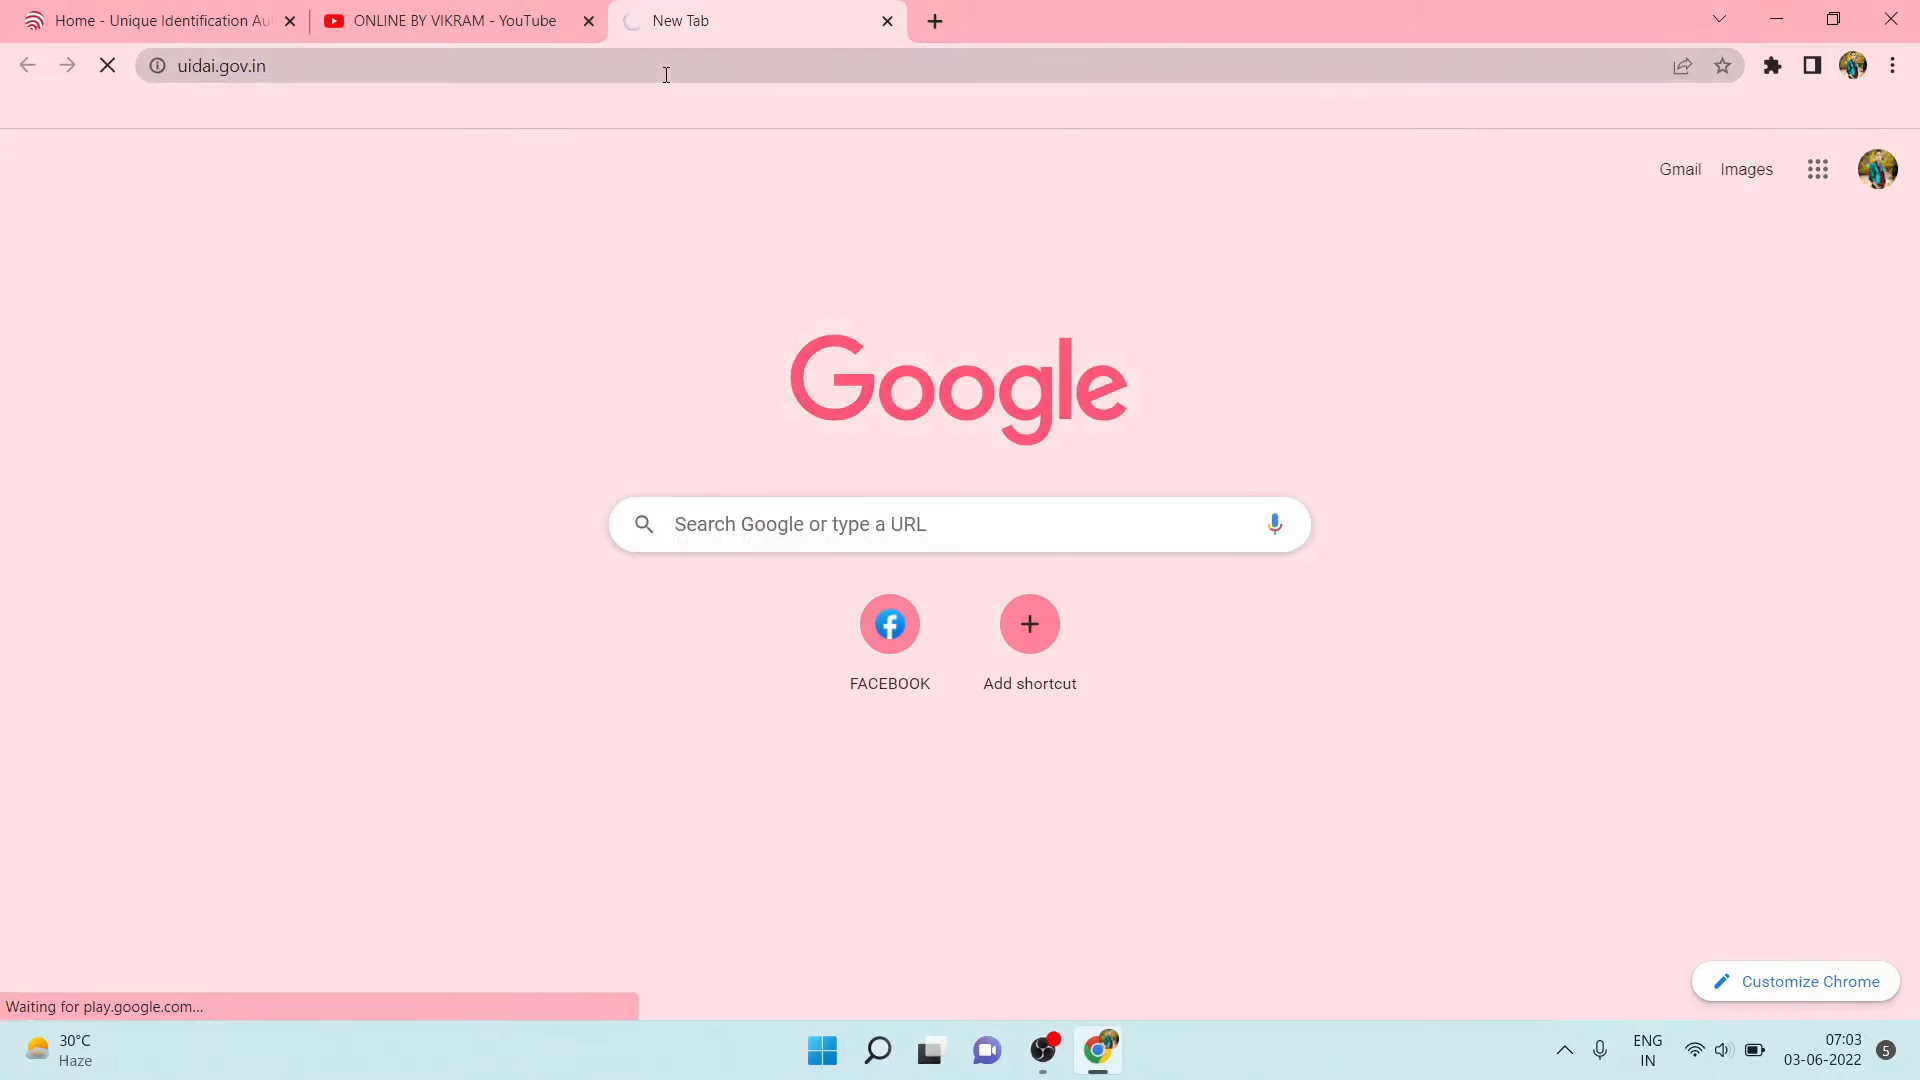 Home - Unique Identification Au
ONLINE BY VIKRAM - YouTube
New Tab
uidai.gov.in
Gmail
Images
Google
Search Google or type a URL
FACEBOOK
Add shortcut
Customize Chrome
Waiting for play.google.com...
30°C
Haze
ENG
IN
07:03
03-06-2022
5